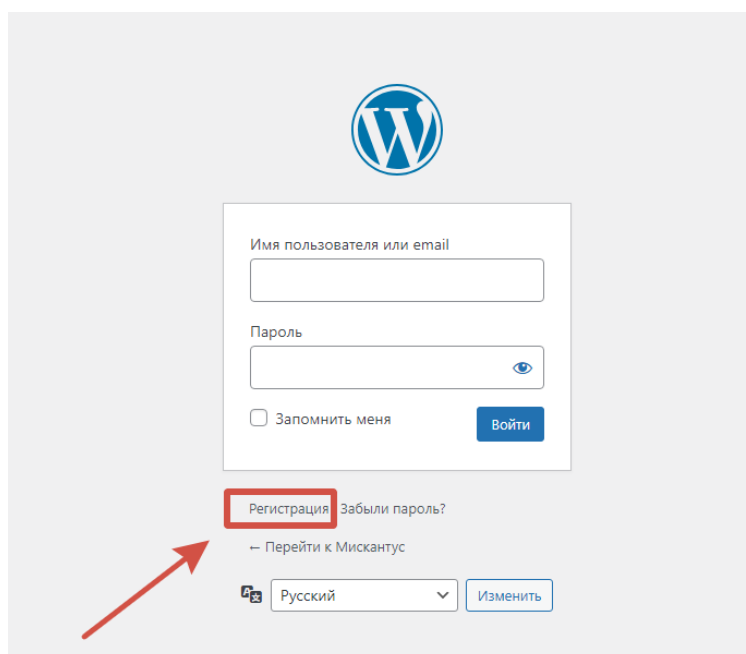 Имя пользователя или email
Пароль
Запомнить меня
Войти
Регистрация Забыли пароль?
← Перейти к Мискантус
Русский
Изменить